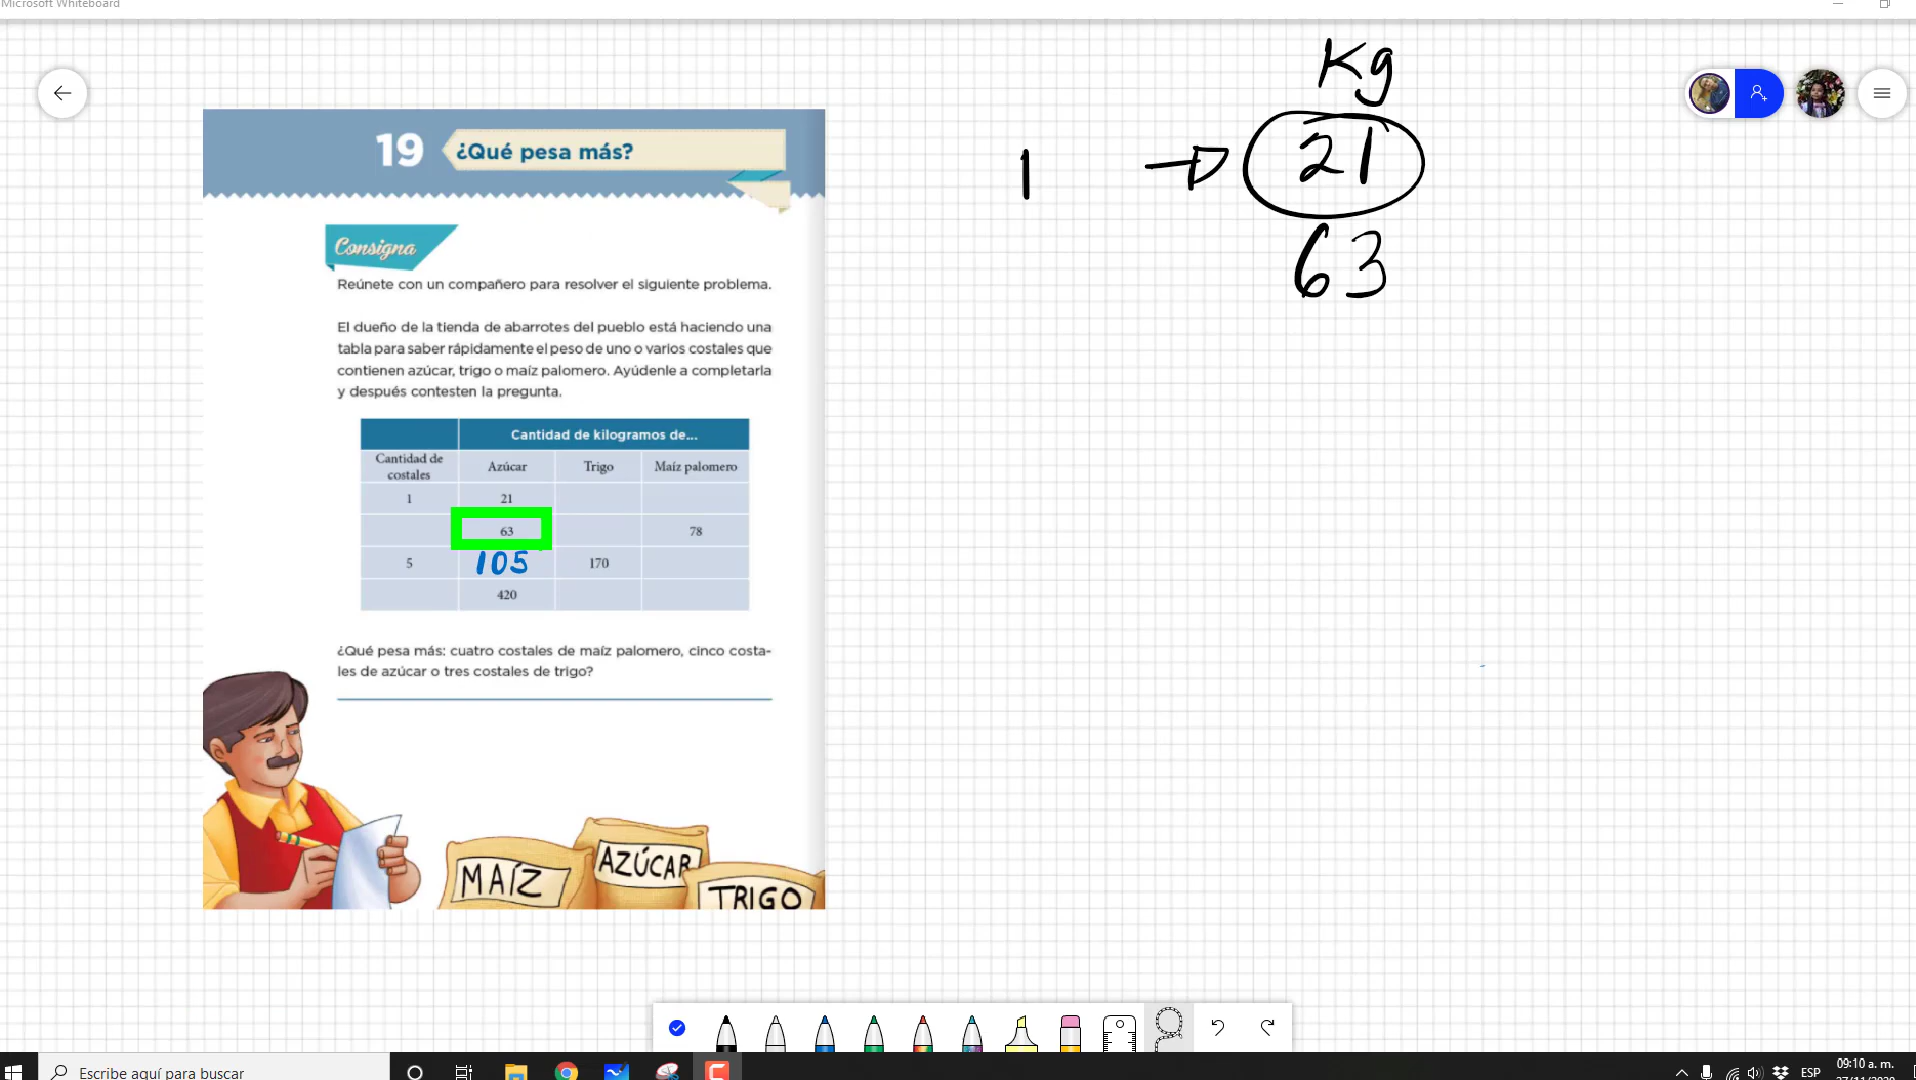 Microsoft Whiteboard
19 ¿Qué pesa más?
Consigna
Reúnete con un compañero para resolver el siguiente problema.
El dueño de la tienda de abarrotes del pueblo está haciendo una
tabla para saber rápidamente el peso de uno o varios costales que
contienen azúcar, trigo o maíz palomero. Ayúdenle a completarla
y después contesten la pregunta.
Cantidad de kilogramos de...
Cantidad de costales Azúcar Trigo Maíz palomero
1 21
63 78
5 105 170
420
¿Qué pesa más: cuatro costales de maíz palomero, cinco costa-
les de azúcar o tres costales de trigo?
MAÍZ
AZÚCAR
TRIGO
Kg
1 21
63
Escribe aquí para buscar
ESP
09:10 a. m.
27/11/2020